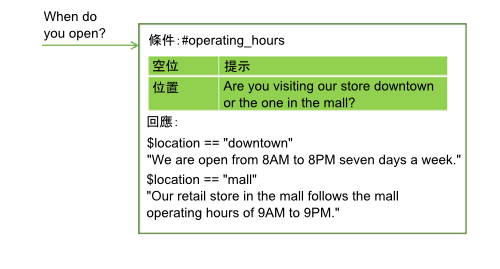 When do
you open?
條件：#operating_hours
空位 提示
位置 Are you visiting our store downtown
or the one in the mall?
回應：
$location == "downtown"
"We are open from 8AM to 8PM seven days a week."
$location == "mall"
"Our retail store in the mall follows the mall
operating hours of 9AM to 9PM."